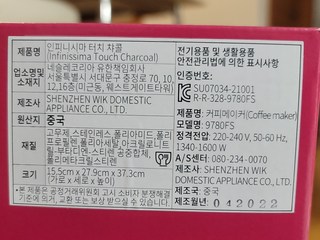 제품명 인피니시마 터치 챠콜
(Infinissima Touch Charcoal)
업소명및 소재지 네슬레코리아 유한책임회사
서울특별시 서대문구 충정로 70, 10,
12,16층(미근동, 웨스트게이트타워)
제조사 SHENZHEN WIK DOMESTIC
APPLIANCE CO., LTD.
원산지 중국
재질 고무제,스테인레스, 폴리아미드,폴리
프로필렌,폴리아세탈,아크릴로니트
릴-부타디엔-스티렌 공중합체,
폴리메타크릴스티렌
크기 15,5cm x 27.9cm x 37,3cm
(가로 x 세로 x 높이)
• 본 제품은 공정거래위원회 고시 소비자 분쟁해결
기준에 의거, 교환 또는 보상 받으실 수 있습니다.
전기용품 및 생활용품
안전관리법에 의한 표시사항
인증번호:
SU07034-21001
R-R-328-9780FS
제품명: 커피메이커(Coffee maker)
모델명: 9780FS
정격전압: 220-240 V, 50-60 Hz,
1340-1600 W
A/S센터: 080-234-0070
제조사: SHENZHEN WIK
DOMESTIC APPLIANCE CO., LTD.
제조국: 중국
제조년월: 042022